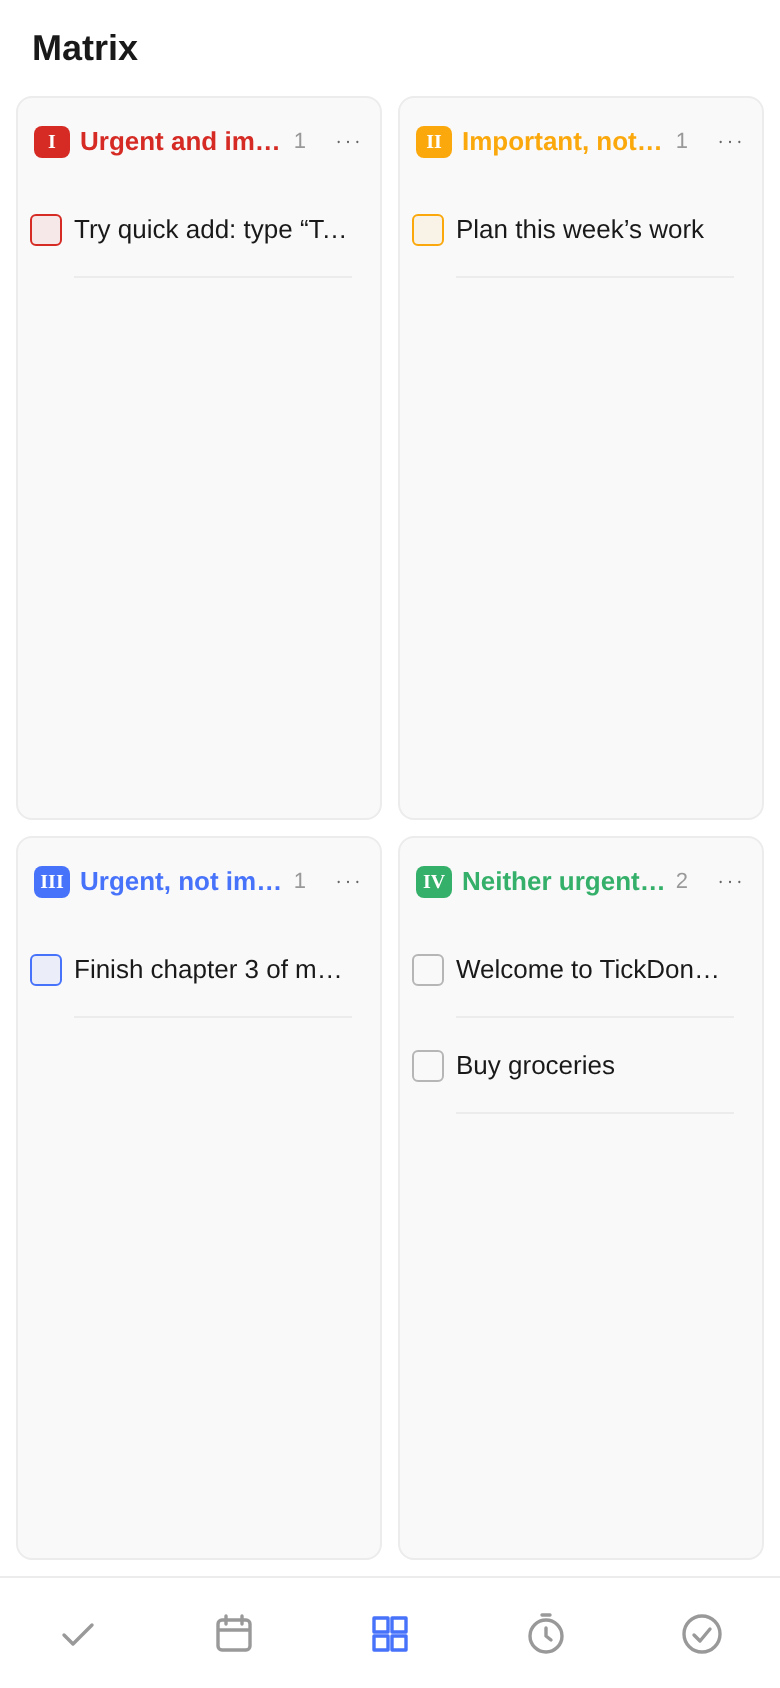 Matrix
I Urgent and im… 1 ···
Try quick add: type “T…
II Important, not… 1 ···
Plan this week’s work
III Urgent, not im… 1 ···
Finish chapter 3 of m…
IV Neither urgent… 2 ···
Welcome to TickDon…
Buy groceries